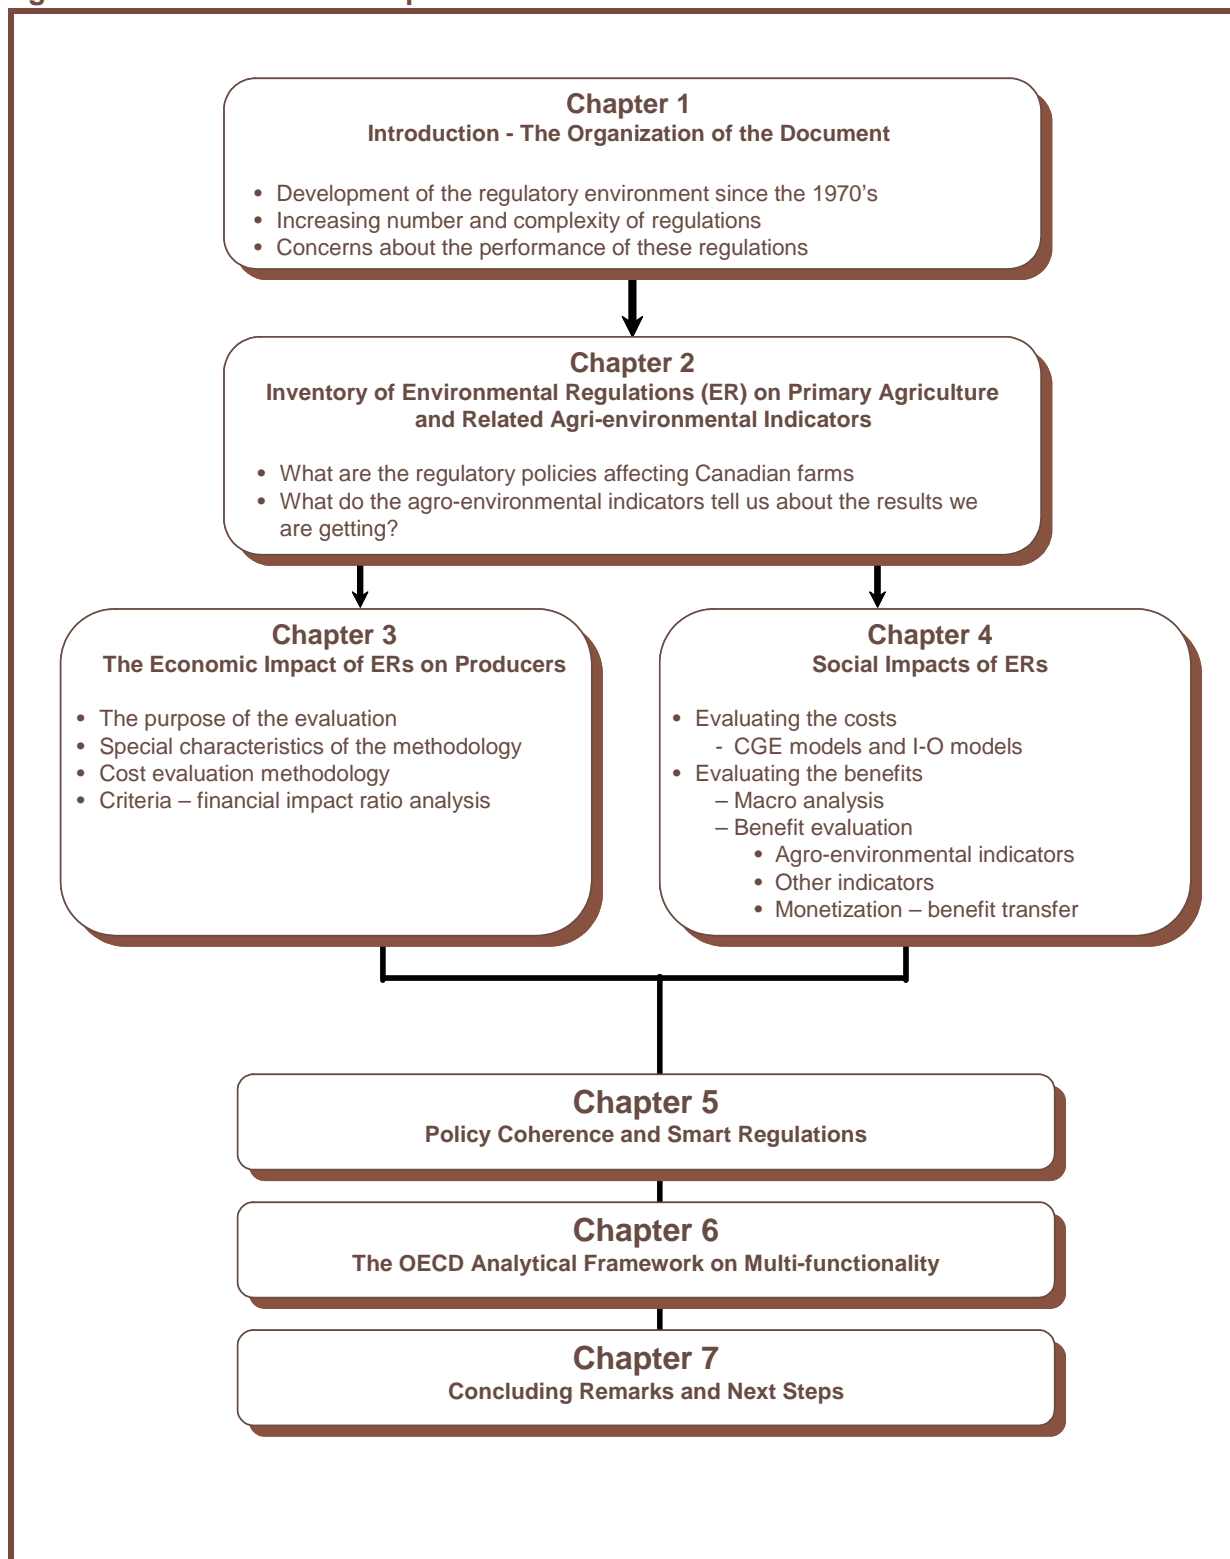 Chapter 1
Introduction - The Organization of the Document
• Development of the regulatory environment since the 1970's
• Increasing number and complexity of regulations
• Concerns about the performance of these regulations
Chapter 2
Inventory of Environmental Regulations (ER) on Primary Agriculture
and Related Agri-environmental Indicators
• What are the regulatory policies affecting Canadian farms
• What do the agro-environmental indicators tell us about the results we
are getting?
Chapter 3
The Economic Impact of ERs on Producers
• The purpose of the evaluation
• Special characteristics of the methodology
• Cost evaluation methodology
• Criteria – financial impact ratio analysis
Chapter 4
Social Impacts of ERs
• Evaluating the costs
- CGE models and I-O models
• Evaluating the benefits
– Macro analysis
– Benefit evaluation
• Agro-environmental indicators
• Other indicators
• Monetization – benefit transfer
Chapter 5
Policy Coherence and Smart Regulations
Chapter 6
The OECD Analytical Framework on Multi-functionality
Chapter 7
Concluding Remarks and Next Steps